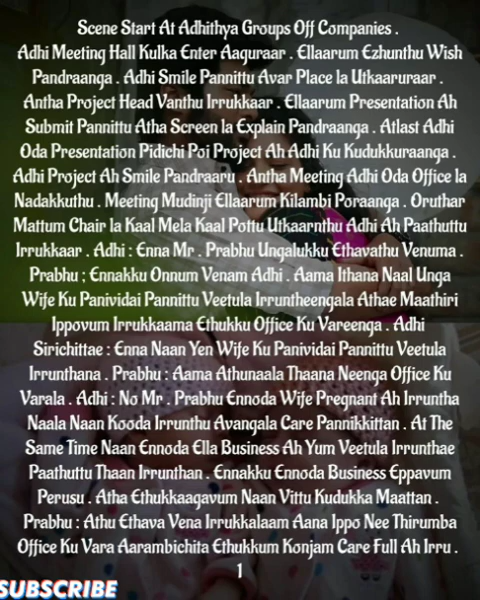 Scene Start At Adhithya Groups Off Companies .
Adhi Meeting Hall Kulka Enter Aaguraar . Ellaarum Ezhunthu Wish
Pandraanga . Adhi Smile Pannittu Avar Place la Utkaaruraar .
Antha Project Head Vanthu Irrukkaar . Ellaarum Presentation Ah
Submit Pannittu Atha Screen la Explain Pandraanga . Atlast Adhi
Oda Presentation Pidichi Poi Project Ah Adhi Ku Kudukkuraanga .
Adhi Project Ah Smile Pandraaru . Antha Meeting Adhi Oda Office la
Nadakkuthu . Meeting Mudinji Ellaarum Kilambi Poraanga . Oruthar
Mattum Chair la Kaal Mela Kaal Pottu Utkaarnthu Adhi Ah Paathuttu
Irrukkaar . Adhi : Enna Mr . Prabhu Ungalukku Ethavathu Venuma .
Prabhu : Ennakku Onnum Venam Adhi . Aama Ithana Naal Unga
Wife Ku Panividai Pannittu Veetula Irruntheengala Athae Maathiri
Ippovum Irrukkaama Ethukku Office Ku Vareenga . Adhi
Sirichittae : Enna Naan Yen Wife Ku Panividai Pannittu Veetula
Irrunthana . Prabhu : Aama Athunaala Thaana Neenga Office Ku
Varala . Adhi : No Mr . Prabhu Ennoda Wife Pregnant Ah Irruntha
Naala Naan Kooda Irrunthu Avangala Care Pannikkittan . At The
Same Time Naan Ennoda Ella Business Ah Yum Veetula Irrunthae
Paathuttu Thaan Irrunthan . Ennakku Ennoda Business Eppavum
Perusu . Atha Ethukkaagavum Naan Vittu Kudukka Maattan .
Prabhu : Athu Ethava Vena Irrukkalaam Aana Ippo Nee Thirumba
Office Ku Vara Aarambichita Ethukkum Konjam Care Full Ah Irru .
1
SUBSCRIBE